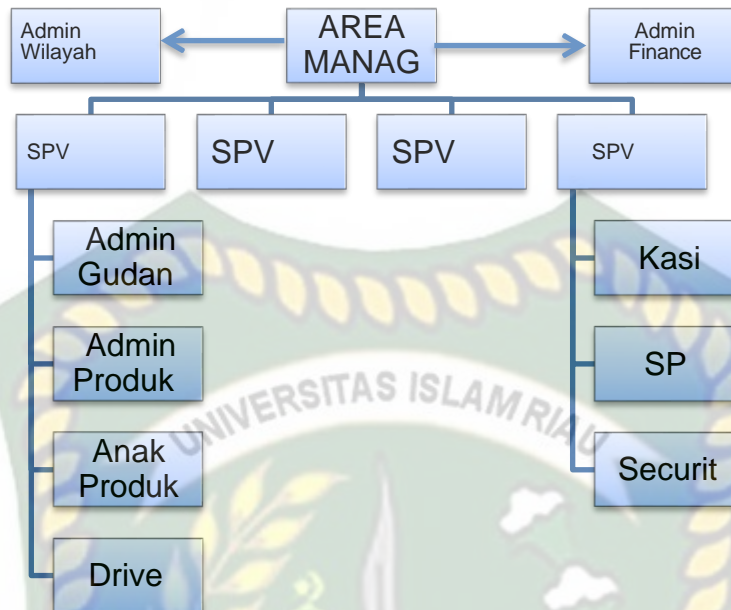 Admin
Wilayah
AREA
MANAG
Admin
Finance
SPV
SPV
SPV
SPV
Admin
Gudan
Kasi
Admin
Produk
SP
UNIVERSITAS ISLAM RIAU
Anak
Produk
Securit
Drive